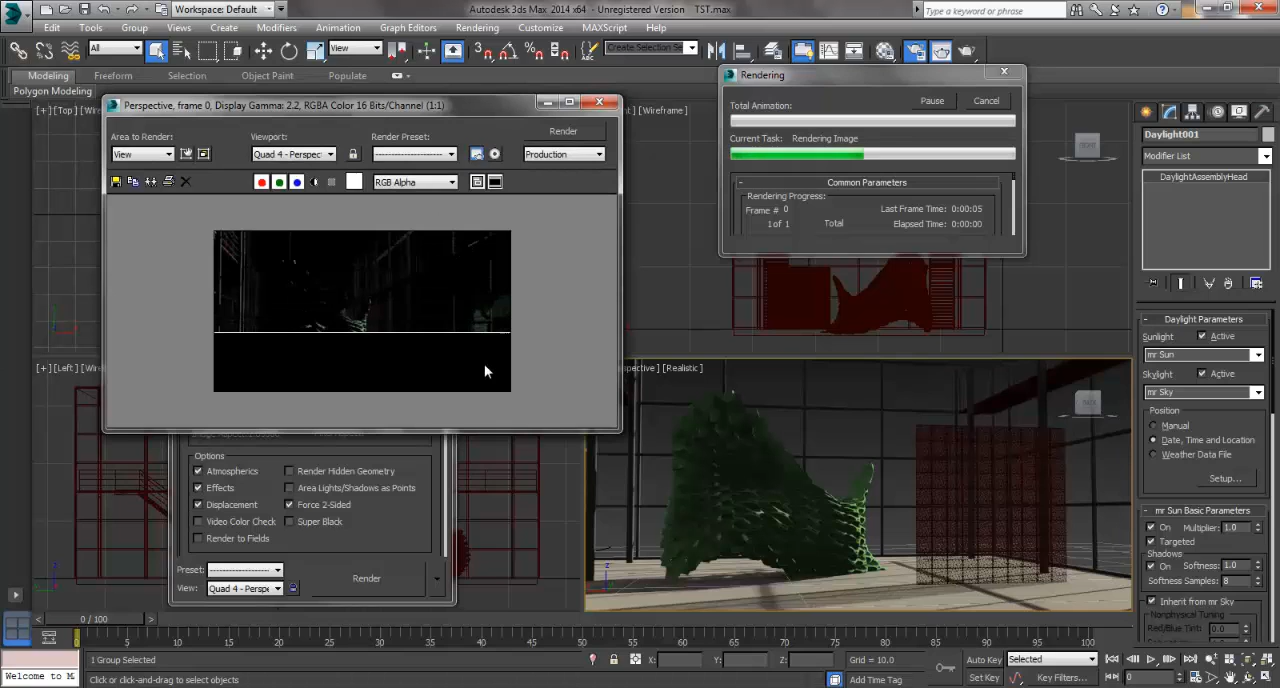 Workspace: Default
Autodesk 3ds Max 2014 x64 - Unregistered Version TST.max
Type a keyword or phrase
Edit Tools Group Views Create Modifiers Animation Graph Editors Rendering Customize MAXScript Help
All View Create Selection Se
Modeling Freeform Selection Object Paint Populate
Polygon Modeling
[+] [Top] [Wire
Perspective, frame 0, Display Gamma: 2.2, RGBA Color 16 Bits/Channel (1:1)
Area to Render: Viewport: Render Preset: Render
View Quad 4 - Perspec Production
RGB Alpha
Rendering
Total Animation: Pause Cancel
Current Task: Rendering Image
Common Parameters
Rendering Progress:
Frame # 0 Last Frame Time: 0:00:05
1 of 1 Total Elapsed Time: 0:00:00
[Wireframe]
Daylight001
Modifier List
DaylightAssemblyHead
Daylight Parameters
Sunlight Active
mr Sun
Skylight Active
mr Sky
Position
Manual
Date, Time and Location
Weather Data File
Setup...
mr Sun Basic Parameters
On Multiplier: 1.0
Targeted
Shadows
On Softness: 1.0
Softness Samples: 8
Inherit from mr Sky
Nonphysical Tuning
Red/Blue Tint: 0.0
[+] [Left] [Wire
spective] [Realistic]
Options
Atmospherics Render Hidden Geometry
Effects Area Lights/Shadows as Points
Displacement Force 2-Sided
Video Color Check Super Black
Render to Fields
Preset:
Render
View: Quad 4 - Perspe
0 / 100
0 5 10 15 20 25 30 35 40 45 50 55 60 65 70 75 80 85 90 95 100
1 Group Selected X: Y: Z: Grid = 10.0 Auto Key Selected
Welcome to M Click or click-and-drag to select objects Add Time Tag Set Key Key Filters... 0